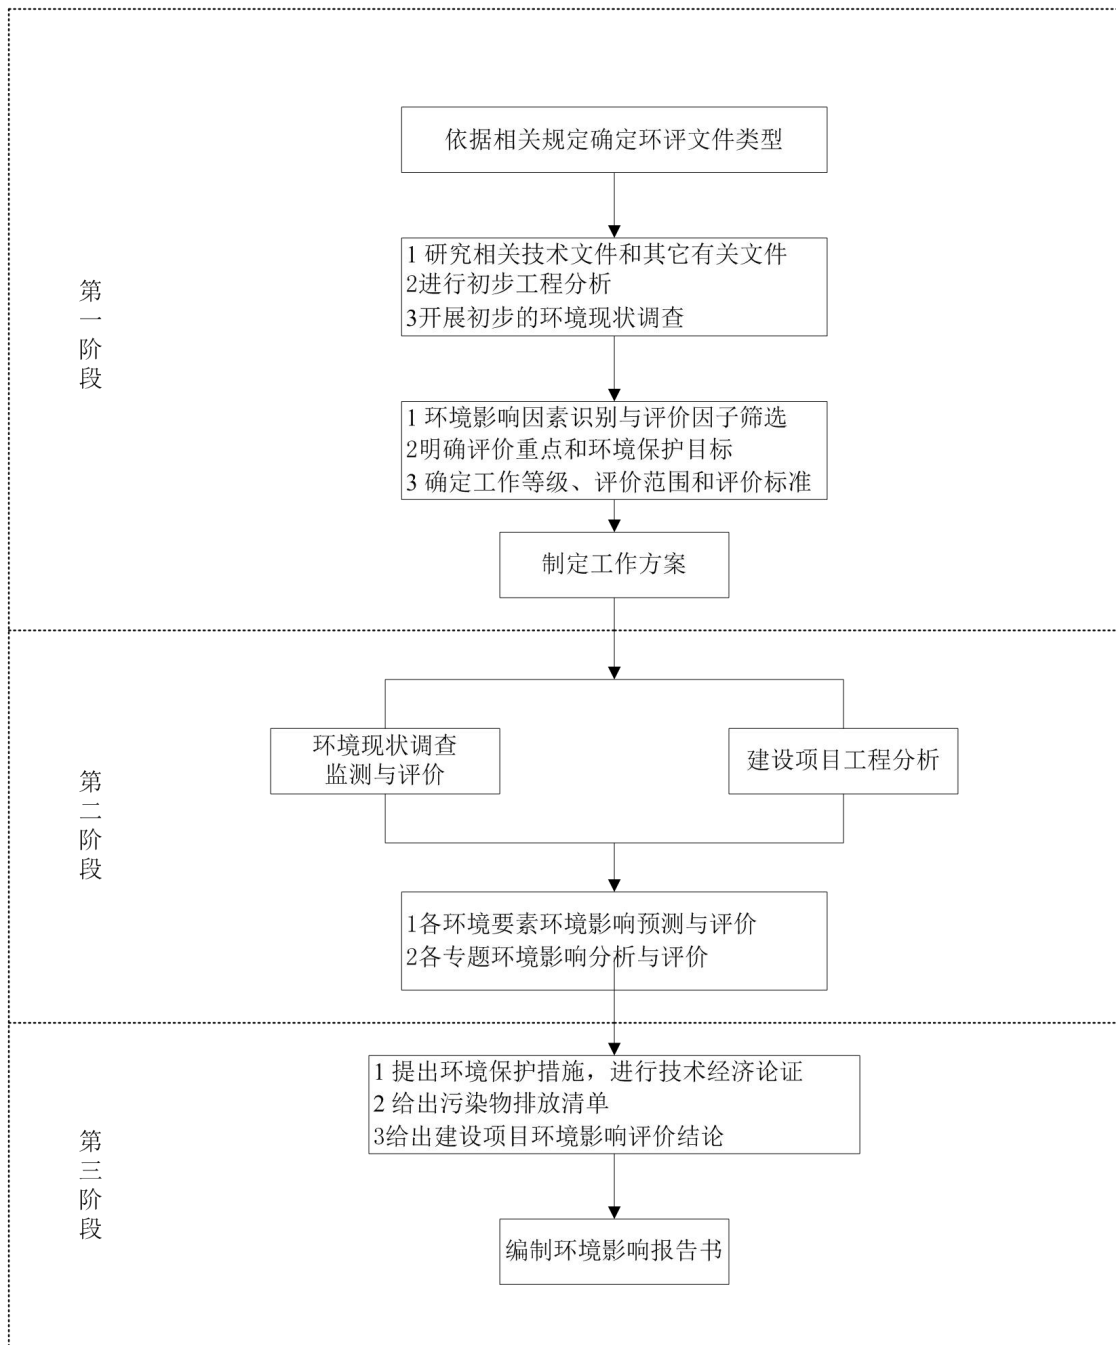 依据相关规定确定环评文件类型
1 研究相关技术文件和其它有关文件
2进行初步工程分析
3开展初步的环境现状调查
第一阶段
1 环境影响因素识别与评价因子筛选
2明确评价重点和环境保护目标
3 确定工作等级、评价范围和评价标准
制定工作方案
环境现状调查
监测与评价
建设项目工程分析
第二阶段
1各环境要素环境影响预测与评价
2各专题环境影响分析与评价
1 提出环境保护措施，进行技术经济论证
2 给出污染物排放清单
3给出建设项目环境影响评价结论
第三阶段
编制环境影响报告书